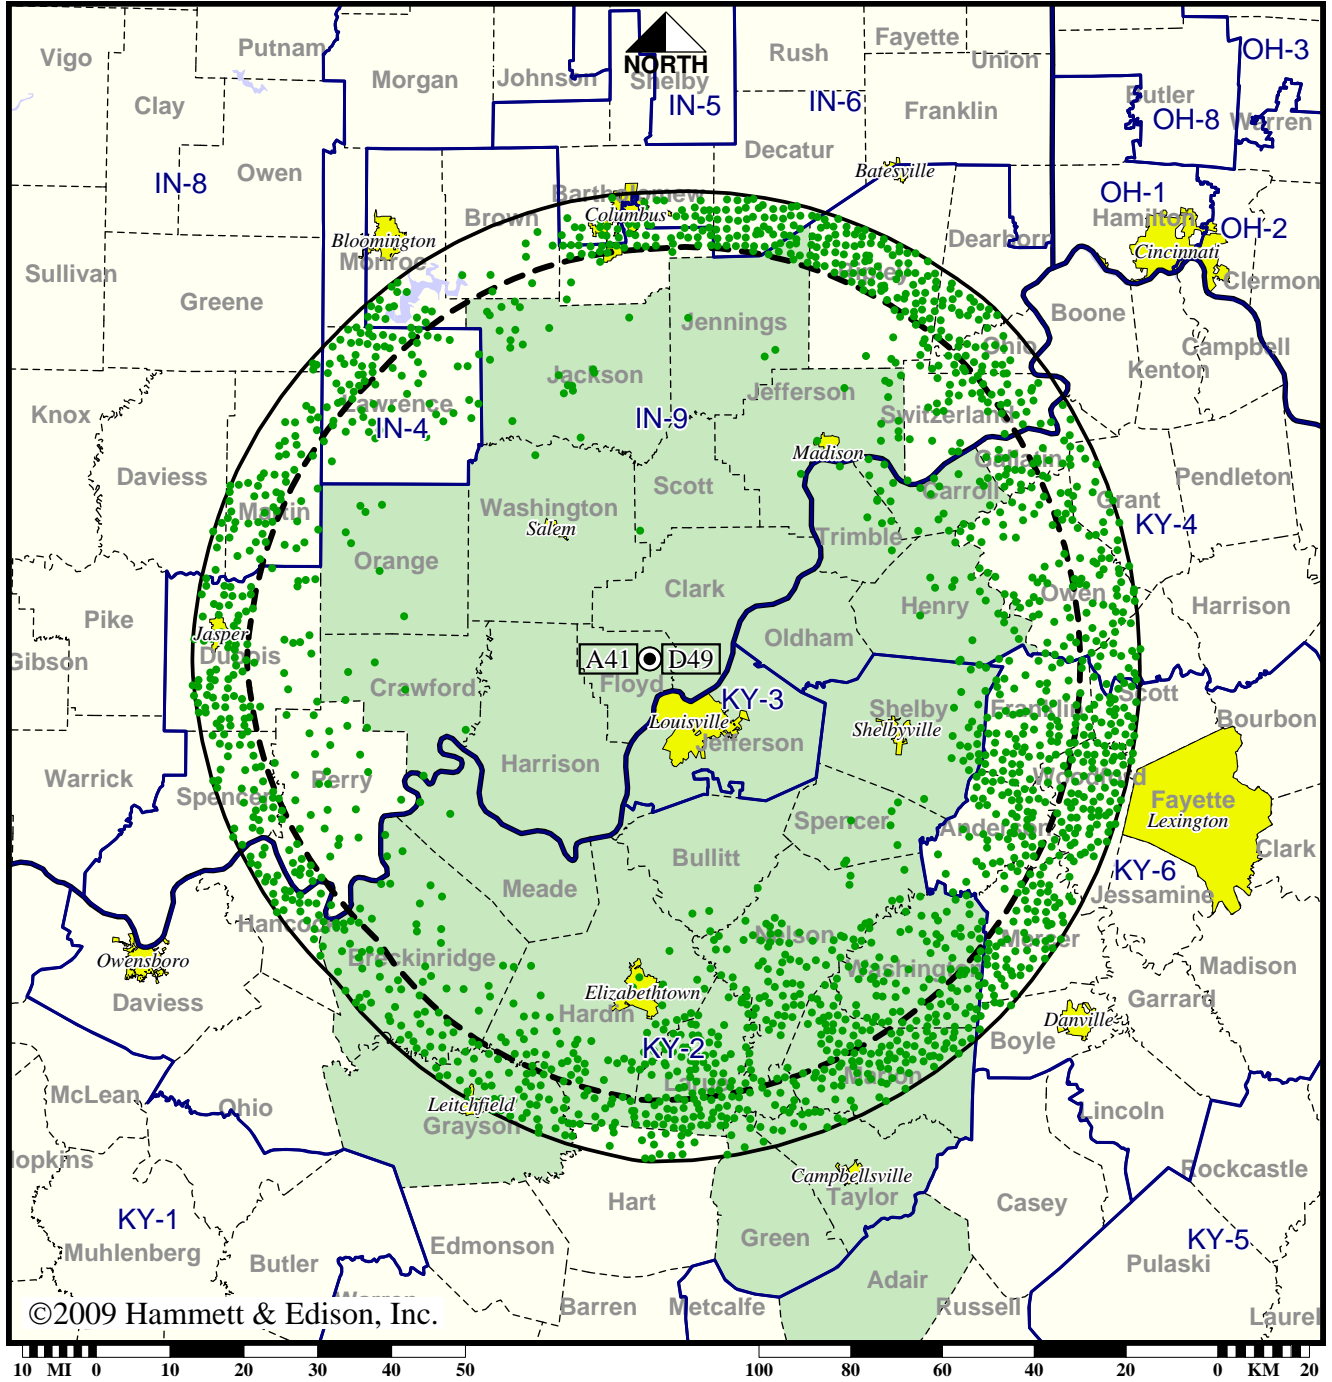 NORTH
Vigo
Putnam
Morgan
Johnson
Shelby
Rush
Fayette
Union
OH-3
Clay
IN-5
IN-6
Franklin
Butler
OH-8
Warren
Decatur
Owen
IN-8
Batesville
Bartholomew
Columbus
Brown
OH-1
Hamilton
OH-2
Bloomington
Monroe
Dearborn
Cincinnati
Sullivan
Greene
Ripley
Clermon
Jennings
Boone
Ohio
Campbell
Kenton
Jackson
Jefferson
Lawrence
IN-4
IN-9
Switzerland
Knox
Madison
Gallatin
Daviess
Scott
Carroll
Pendleton
Grant
Martin
Washington
Salem
KY-4
Trimble
Orange
Clark
Owen
Henry
Harrison
Pike
Jasper
Oldham
Gibson
Dubois
A41
D49
Floyd
Crawford
KY-3
Scott
Louisville
Jefferson
Shelby
Shelbyville
Franklin
Bourbon
Harrison
Warrick
Perry
Woodford
Spencer
Fayette
Lexington
Spencer
Anderson
Bullitt
Clark
KY-6
Meade
Jessamine
Hancock
Nelson
Mercer
Owensboro
Breckinridge
Washington
Madison
Elizabethtown
Hardin
Daviess
Garrard
Danville
Boyle
KY-2
Larue
Marion
McLean
Ohio
Leitchfield
Grayson
Lincoln
opkins
Campbellsville
Taylor
Rockcastle
Hart
Casey
KY-1
Muhlenberg
Green
KY-5
Edmonson
Butler
Pulaski
Adair
Warren
Barren
Metcalfe
Russell
Laurel
©2009 Hammett & Edison, Inc.
10 MI 0 10 20 30 40 50
100 80 60 40 20 0 KM 20